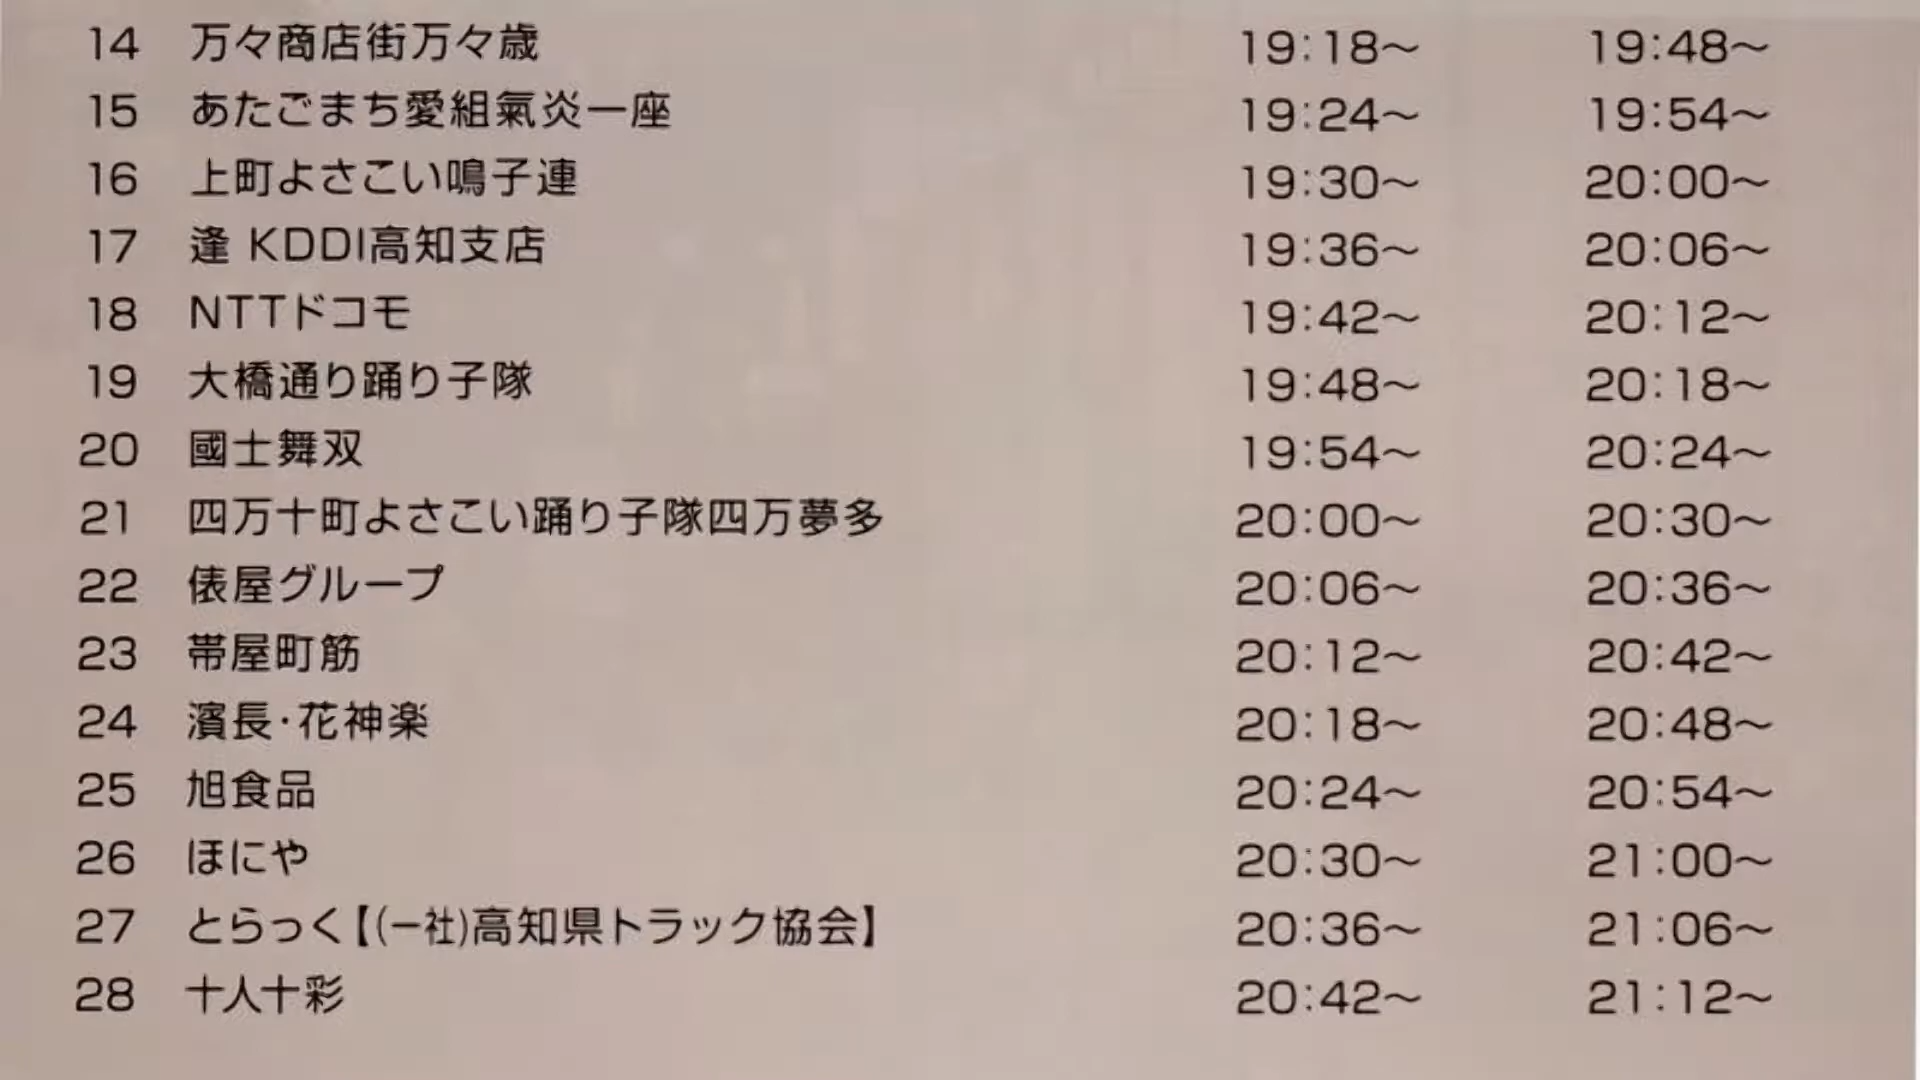 14 万々商店街万々歳 19:18～ 19:48～
15 あたごまち愛組氣炎一座 19:24～ 19:54～
16 上町よさこい鳴子連 19:30～ 20:00～
17 逢 KDDI高知支店 19:36～ 20:06～
18 NTTドコモ 19:42～ 20:12～
19 大橋通り踊り子隊 19:48～ 20:18～
20 國士舞双 19:54～ 20:24～
21 四万十町よさこい踊り子隊四万夢多 20:00～ 20:30～
22 俵屋グループ 20:06～ 20:36～
23 帯屋町筋 20:12～ 20:42～
24 濱長･花神楽 20:18～ 20:48～
25 旭食品 20:24～ 20:54～
26 ほにや 20:30～ 21:00～
27 とらっく【(一社)高知県トラック協会】 20:36～ 21:06～
28 十人十彩 20:42～ 21:12～